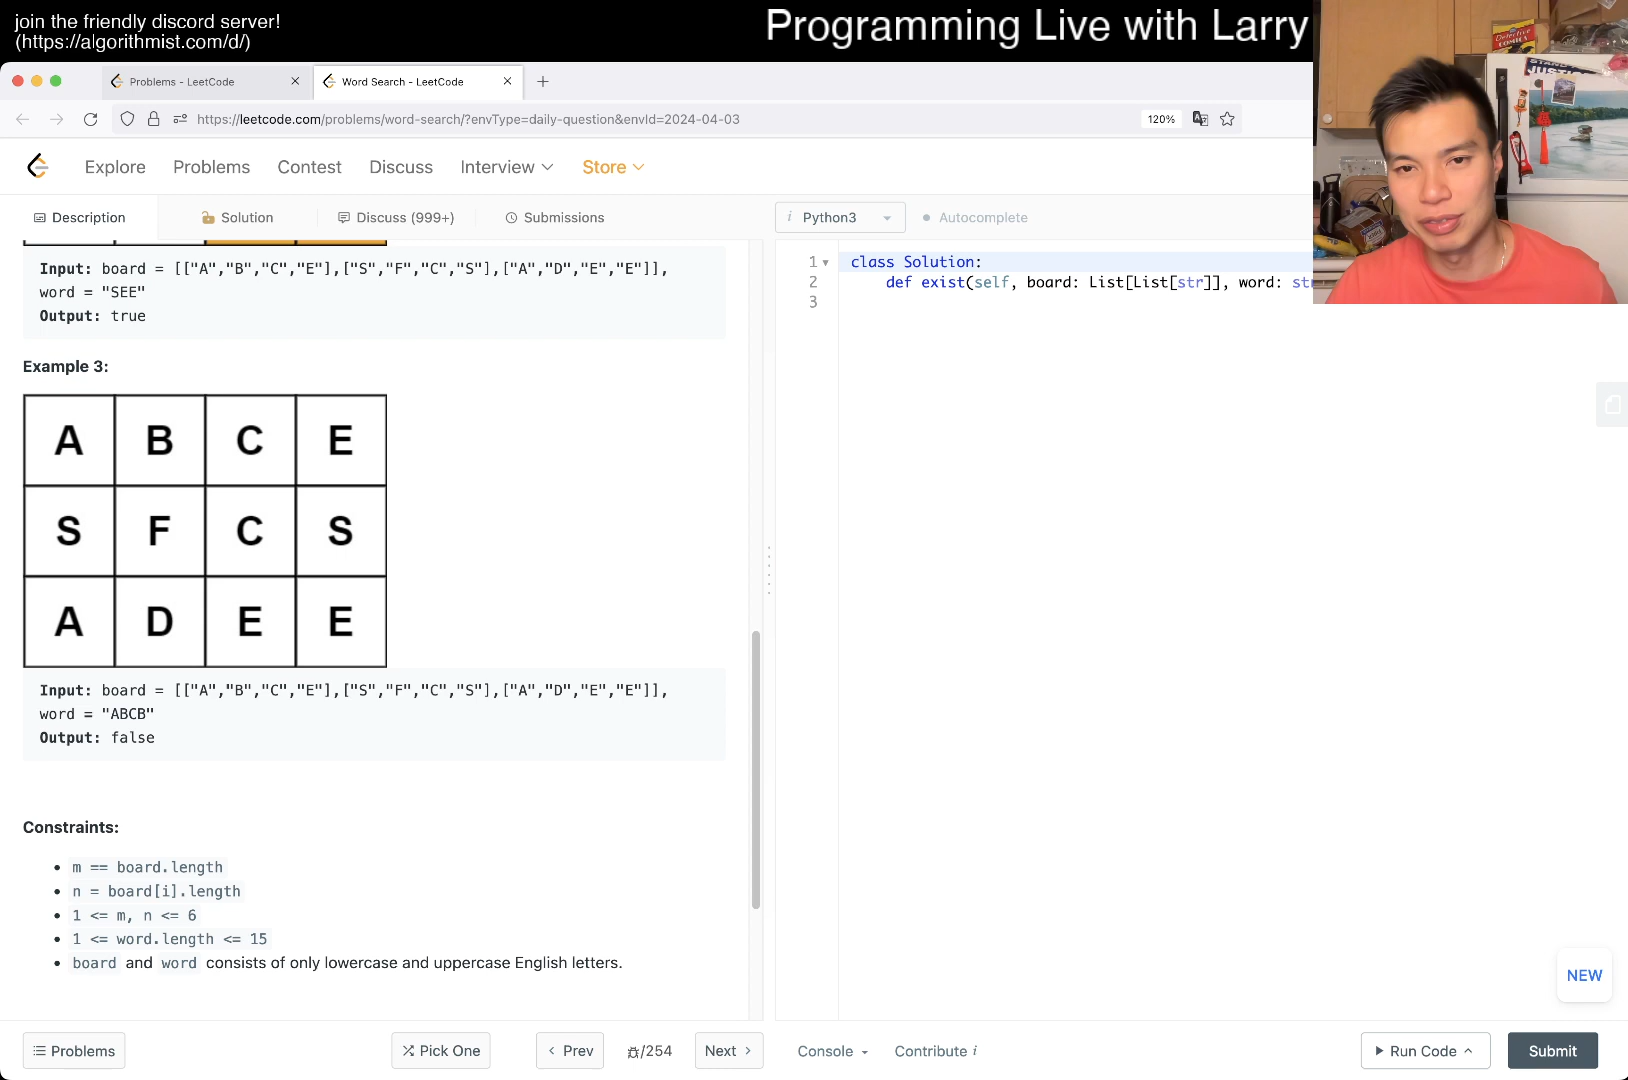 join the friendly discord server!
(https://algorithmist.com/d/)
Programming Live with Larry
Problems - LeetCode
Word Search - LeetCode
https://leetcode.com/problems/word-search/?envType=daily-question&envId=2024-04-03
120%
Explore Problems Contest Discuss Interview Store
Description Solution Discuss (999+) Submissions
i Python3 Autocomplete
Input: board = [["A","B","C","E"],["S","F","C","S"],["A","D","E","E"]],
word = "SEE"
Output: true
Example 3:
A B C E
S F C S
A D E E
Input: board = [["A","B","C","E"],["S","F","C","S"],["A","D","E","E"]],
word = "ABCB"
Output: false
Constraints:
m == board.length
n = board[i].length
1 <= m, n <= 6
1 <= word.length <= 15
board and word consists of only lowercase and uppercase English letters.
1 class Solution:
2 def exist(self, board: List[List[str]], word: str
3
NEW
Problems Pick One Prev /254 Next Console Contribute i Run Code Submit